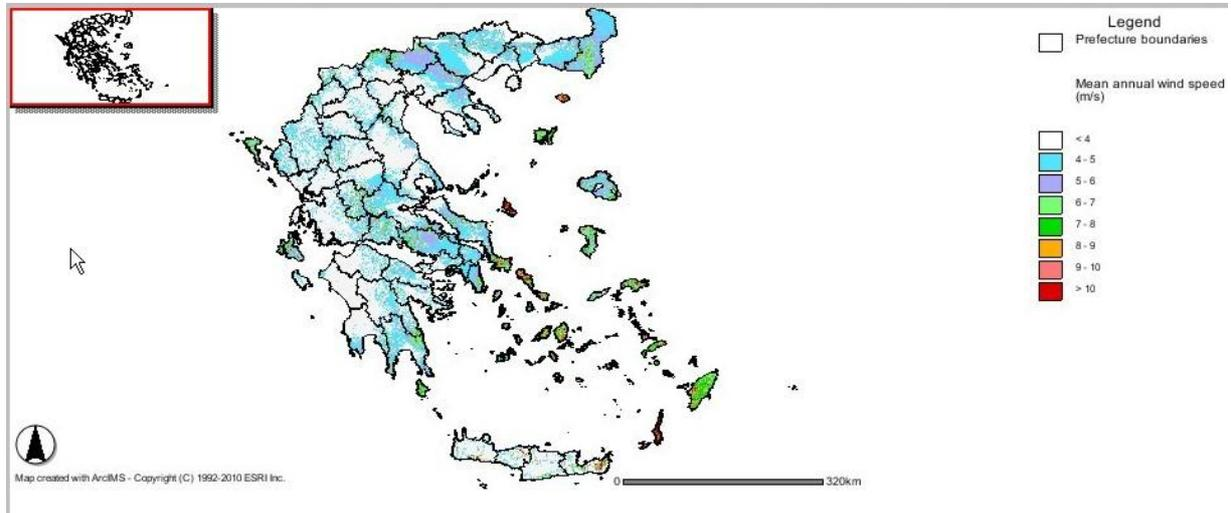 Legend
Prefecture boundaries
Mean annual wind speed
(m/s)
< 4
4 - 5
5 - 6
6 - 7
7 - 8
8 - 9
9 - 10
> 10
Map created with ArcIMS - Copyright (C) 1992-2010 ESRI Inc.
0 320km